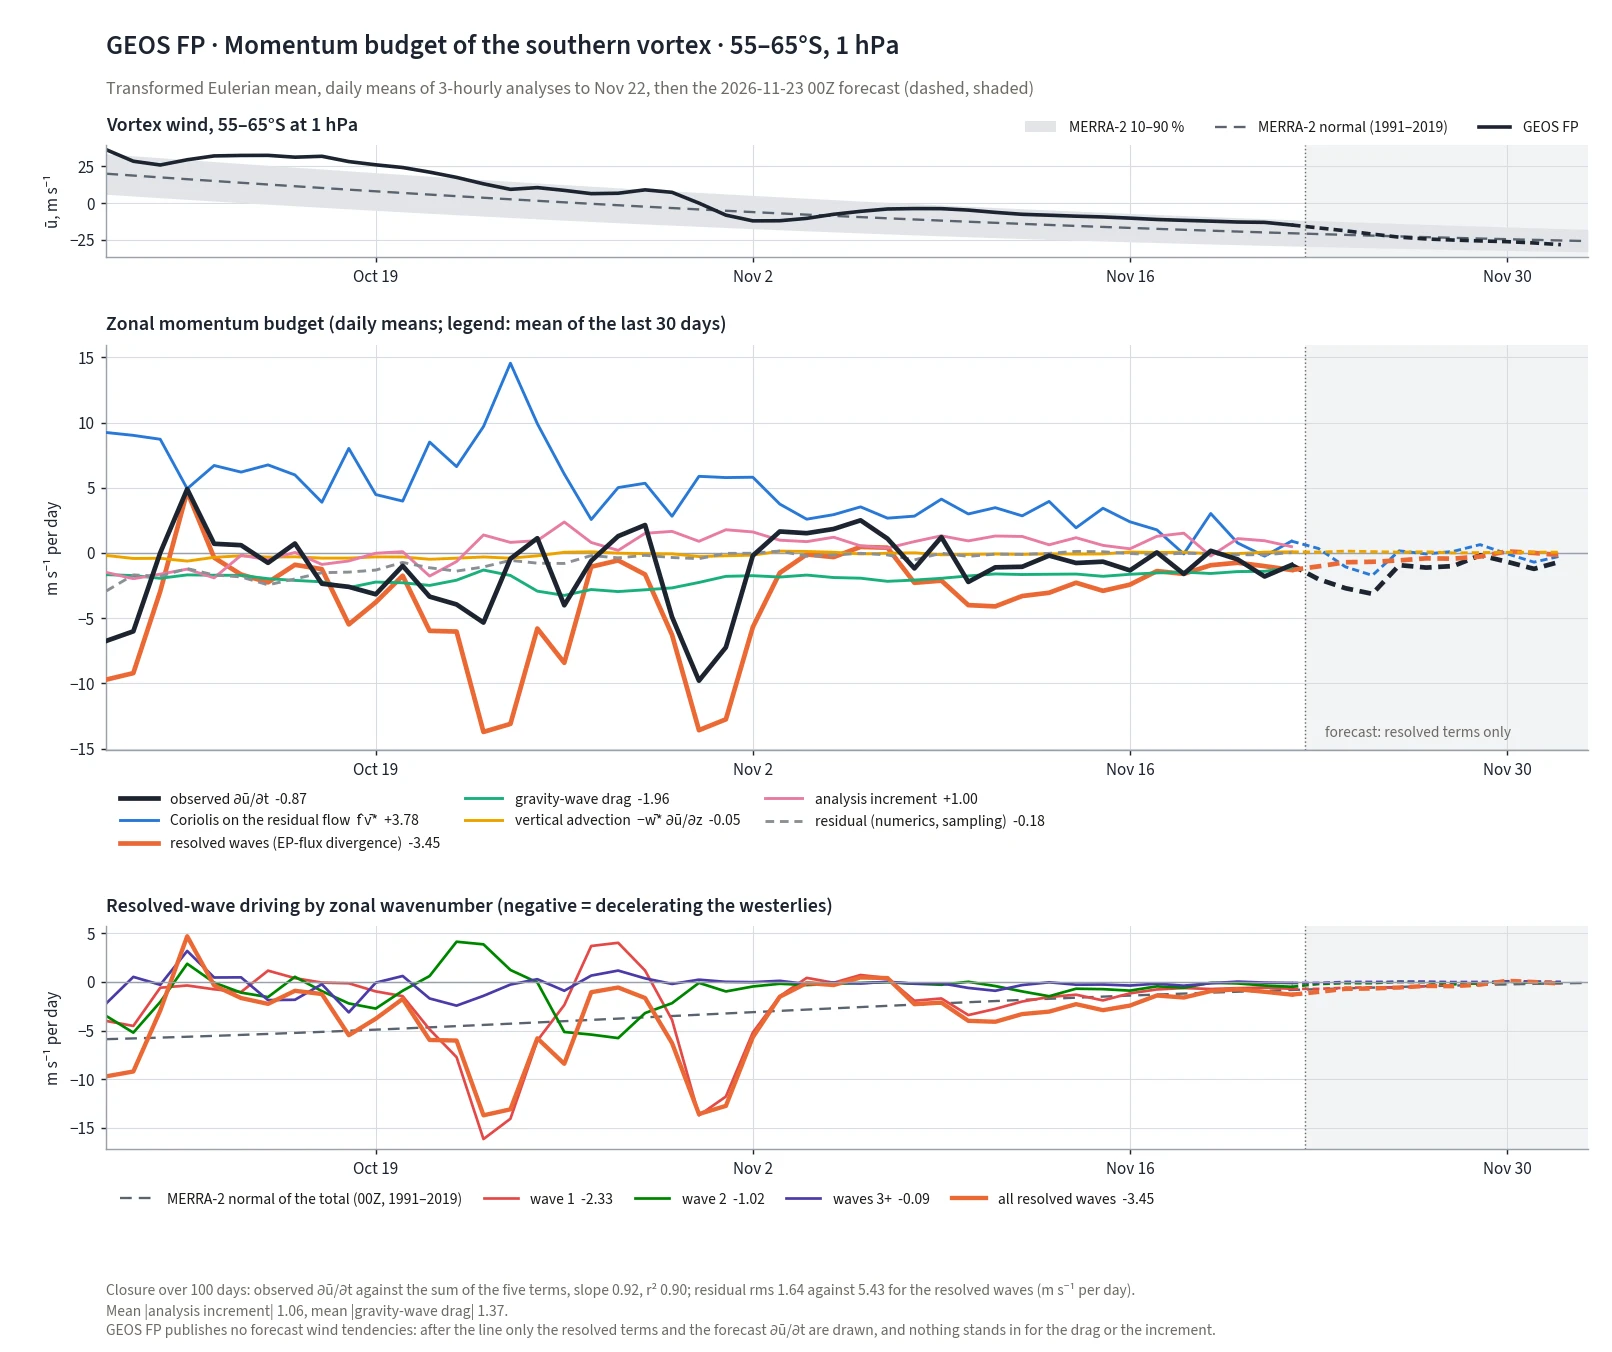 GEOS FP · Momentum budget of the southern vortex · 55–65°S, 1 hPa
Transformed Eulerian mean, daily means of 3-hourly analyses to Nov 22, then the 2026-11-23 00Z forecast (dashed, shaded)
Vortex wind, 55–65°S at 1 hPa
MERRA-2 10–90 %
MERRA-2 normal (1991–2019)
GEOS FP
ū, m s⁻¹
25
0
−25
Oct 19
Nov 2
Nov 16
Nov 30
Zonal momentum budget (daily means; legend: mean of the last 30 days)
m s⁻¹ per day
15
10
5
0
−5
−10
−15
forecast: resolved terms only
Oct 19
Nov 2
Nov 16
Nov 30
observed ∂ū/∂t -0.87
gravity-wave drag -1.96
analysis increment +1.00
Coriolis on the residual flow f̂ v̄* +3.78
vertical advection −w̄* ∂ū/∂z -0.05
residual (numerics, sampling) -0.18
resolved waves (EP-flux divergence) -3.45
Resolved-wave driving by zonal wavenumber (negative = decelerating the westerlies)
m s⁻¹ per day
5
0
−5
−10
−15
Oct 19
Nov 2
Nov 16
Nov 30
MERRA-2 normal of the total (00Z, 1991–2019)
wave 1 -2.33
wave 2 -1.02
waves 3+ -0.09
all resolved waves -3.45
Closure over 100 days: observed ∂ū/∂t against the sum of the five terms, slope 0.92, r² 0.90; residual rms 1.64 against 5.43 for the resolved waves (m s⁻¹ per day).
Mean |analysis increment| 1.06, mean |gravity-wave drag| 1.37.
GEOS FP publishes no forecast wind tendencies: after the line only the resolved terms and the forecast ∂ū/∂t are drawn, and nothing stands in for the drag or the increment.